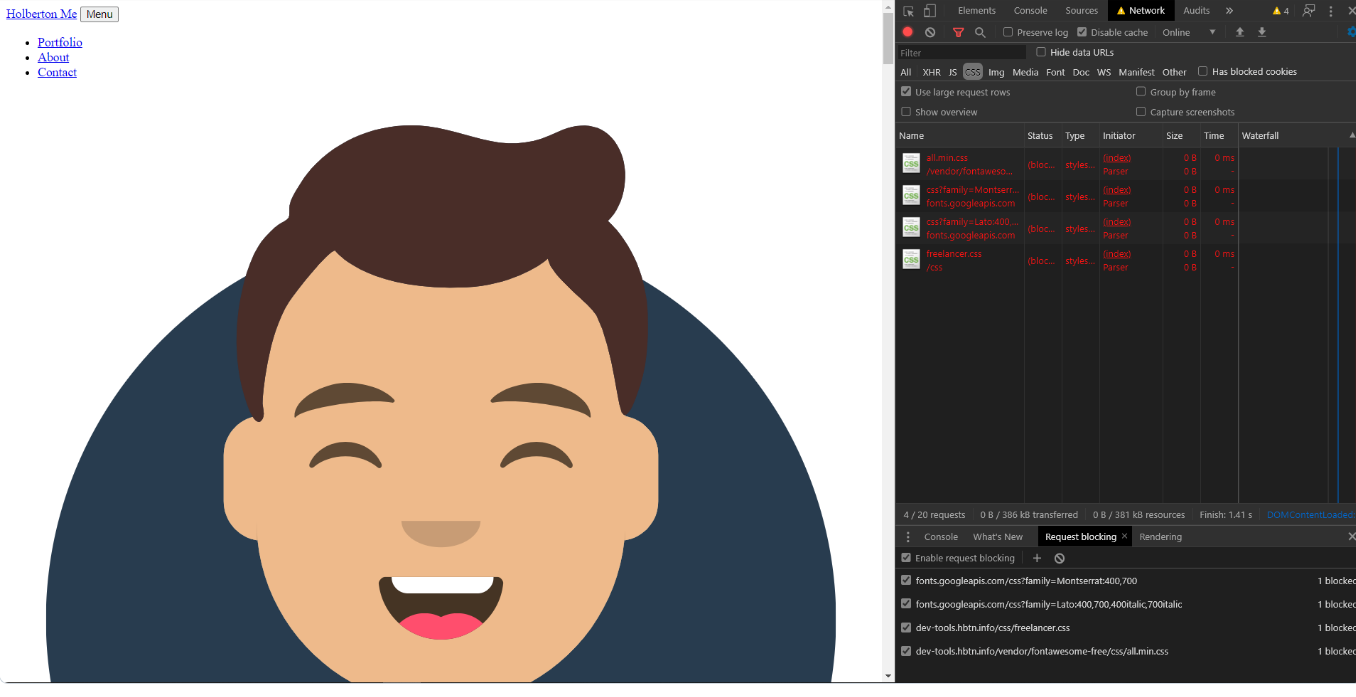 Holberton Me Menu
Portfolio
About
Contact
Elements Console Sources Network Audits » 4
Preserve log Disable cache Online
Filter Hide data URLs
All XHR JS CSS Img Media Font Doc WS Manifest Other Has blocked cookies
Use large request rows Group by frame
Show overview Capture screenshots
Name Status Type Initiator Size Time Waterfall
all.min.css (bloc... styles... (index) 0 B 0 ms
/vendor/fontaweso... Parser 0 B -
css?family=Montserr... (bloc... styles... (index) 0 B 0 ms
fonts.googleapis.com Parser 0 B -
css?family=Lato:400,... (bloc... styles... (index) 0 B 0 ms
fonts.googleapis.com Parser 0 B -
freelancer.css (bloc... styles... (index) 0 B 0 ms
/css Parser 0 B -
4 / 20 requests 0 B / 386 kB transferred 0 B / 381 kB resources Finish: 1.41 s DOMContentLoaded:
Console What's New Request blocking × Rendering
Enable request blocking
fonts.googleapis.com/css?family=Montserrat:400,700 1 blocked
fonts.googleapis.com/css?family=Lato:400,700,400italic,700italic 1 blocked
dev-tools.hbtn.info/css/freelancer.css 1 blocked
dev-tools.hbtn.info/vendor/fontawesome-free/css/all.min.css 1 blocked